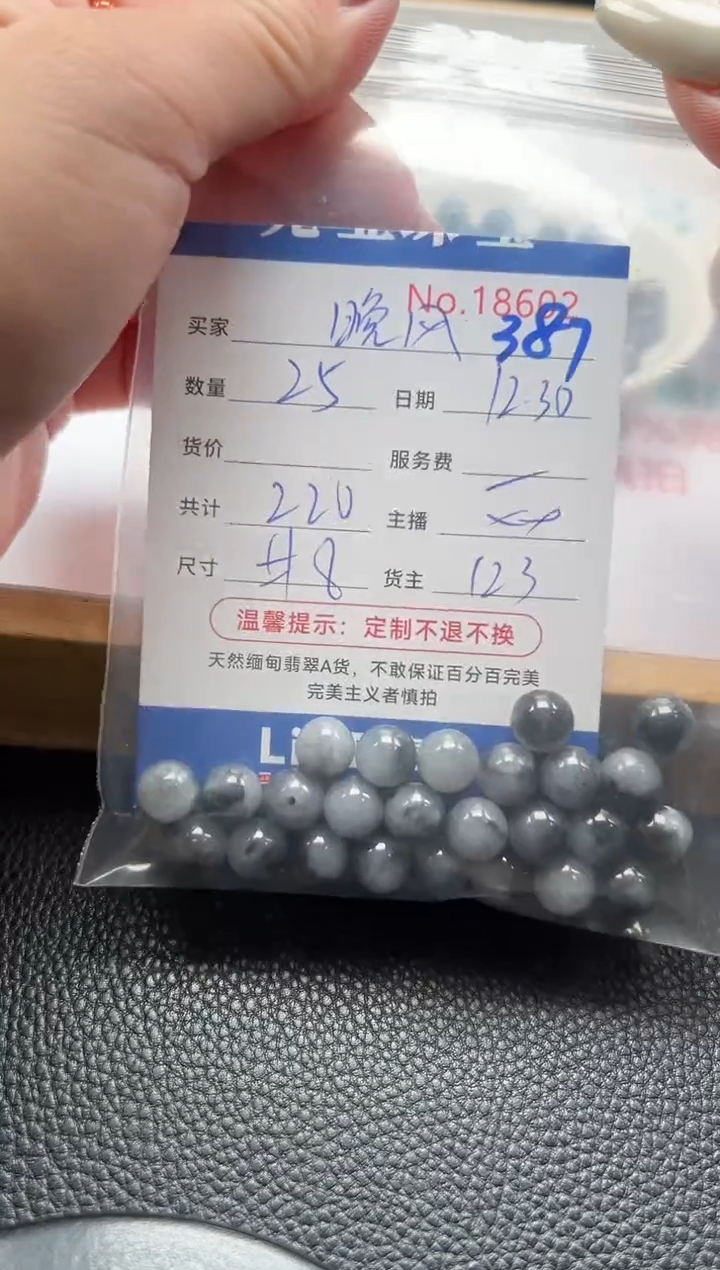 No.18602
买家 晚风 387
数量 25 日期 12.30
货价 服务费
共计 220 主播
尺寸 #8 货主 123
温馨提示：定制不退不换
天然缅甸翡翠A货，不敢保证百分百完美
完美主义者慎拍
Li